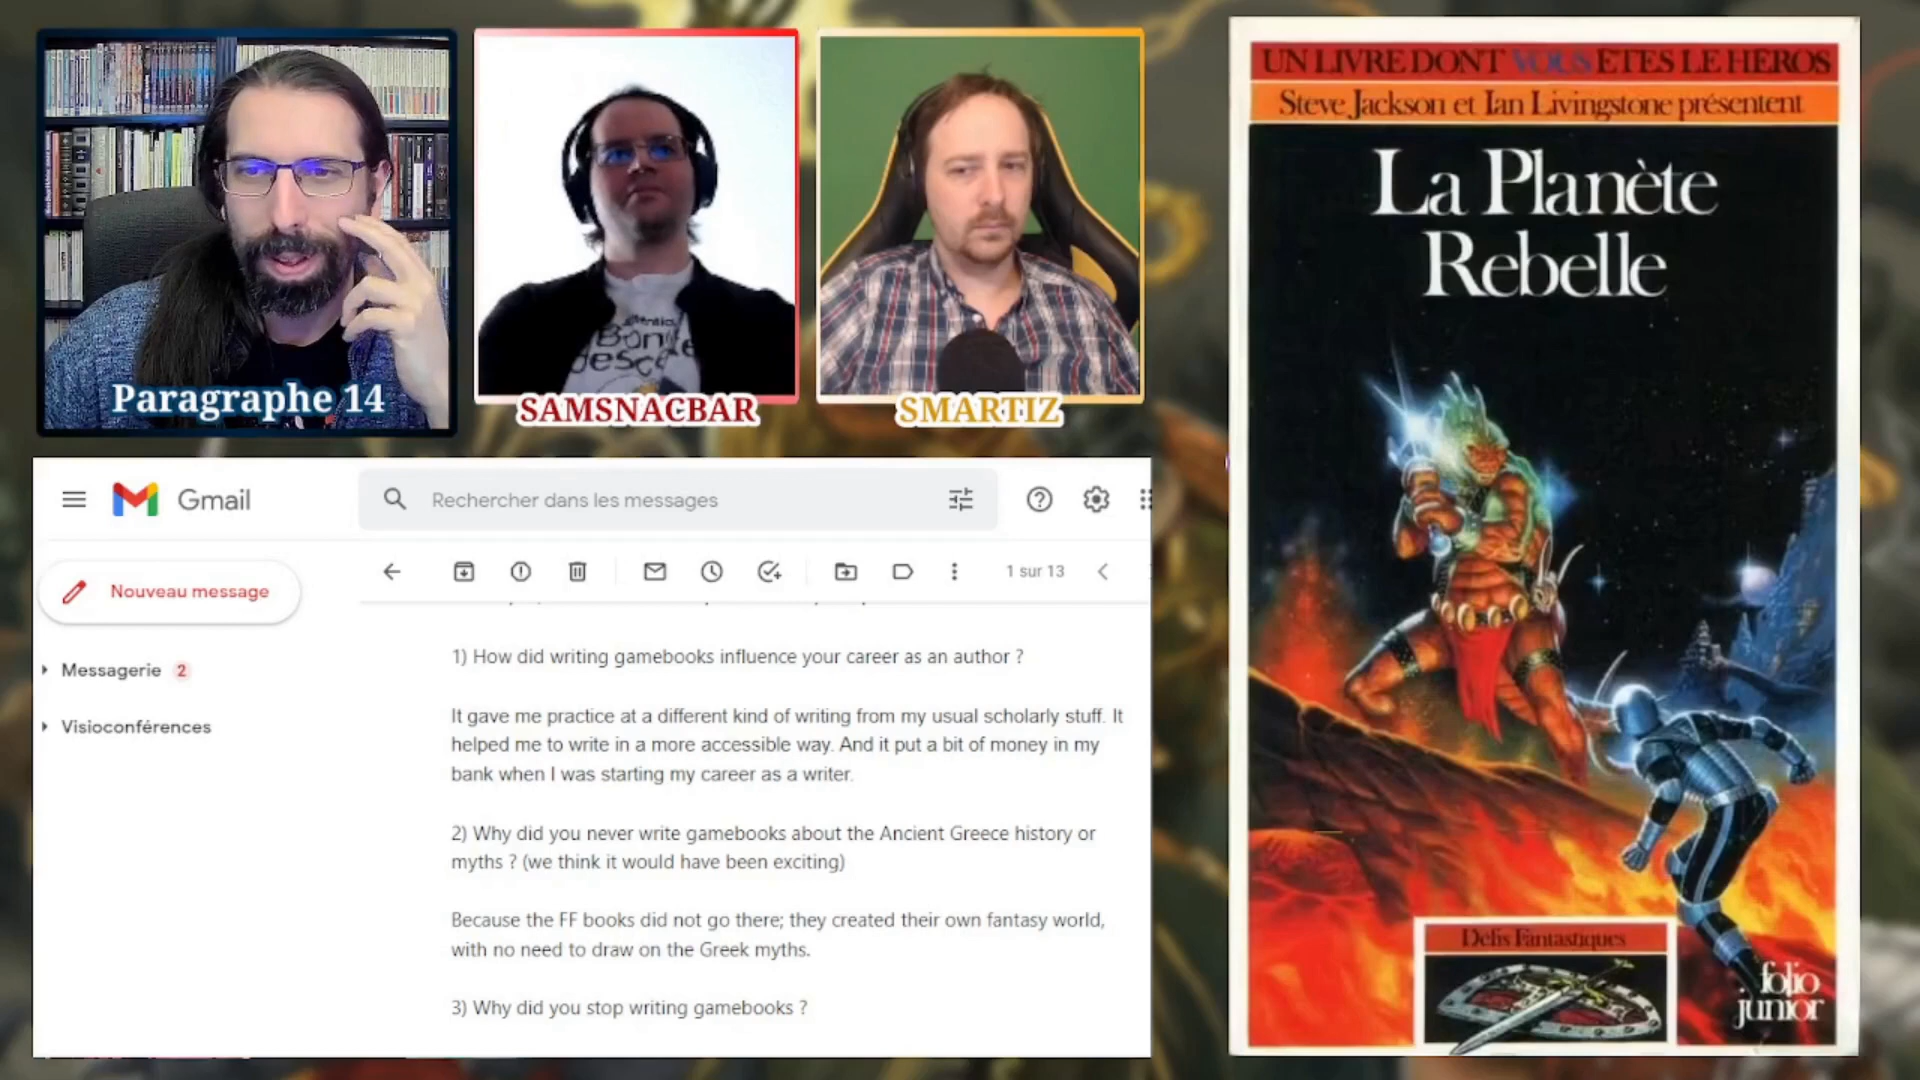 Paragraphe 14
SAMSNACBAR
SMARTIZ
Gmail
Rechercher dans les messages
Nouveau message
1 sur 13
Messagerie 2
Visioconférences
1) How did writing gamebooks influence your career as an author ?
It gave me practice at a different kind of writing from my usual scholarly stuff. It
helped me to write in a more accessible way. And it put a bit of money in my
bank when I was starting my career as a writer.
2) Why did you never write gamebooks about the Ancient Greece history or
myths ? (we think it would have been exciting)
Because the FF books did not go there; they created their own fantasy world,
with no need to draw on the Greek myths.
3) Why did you stop writing gamebooks ?
UN LIVRE DONT VOUS ETES LE HEROS
Steve Jackson et Ian Livingstone présentent
La Planète
Rebelle
Défis Fantastiques
folio
junior